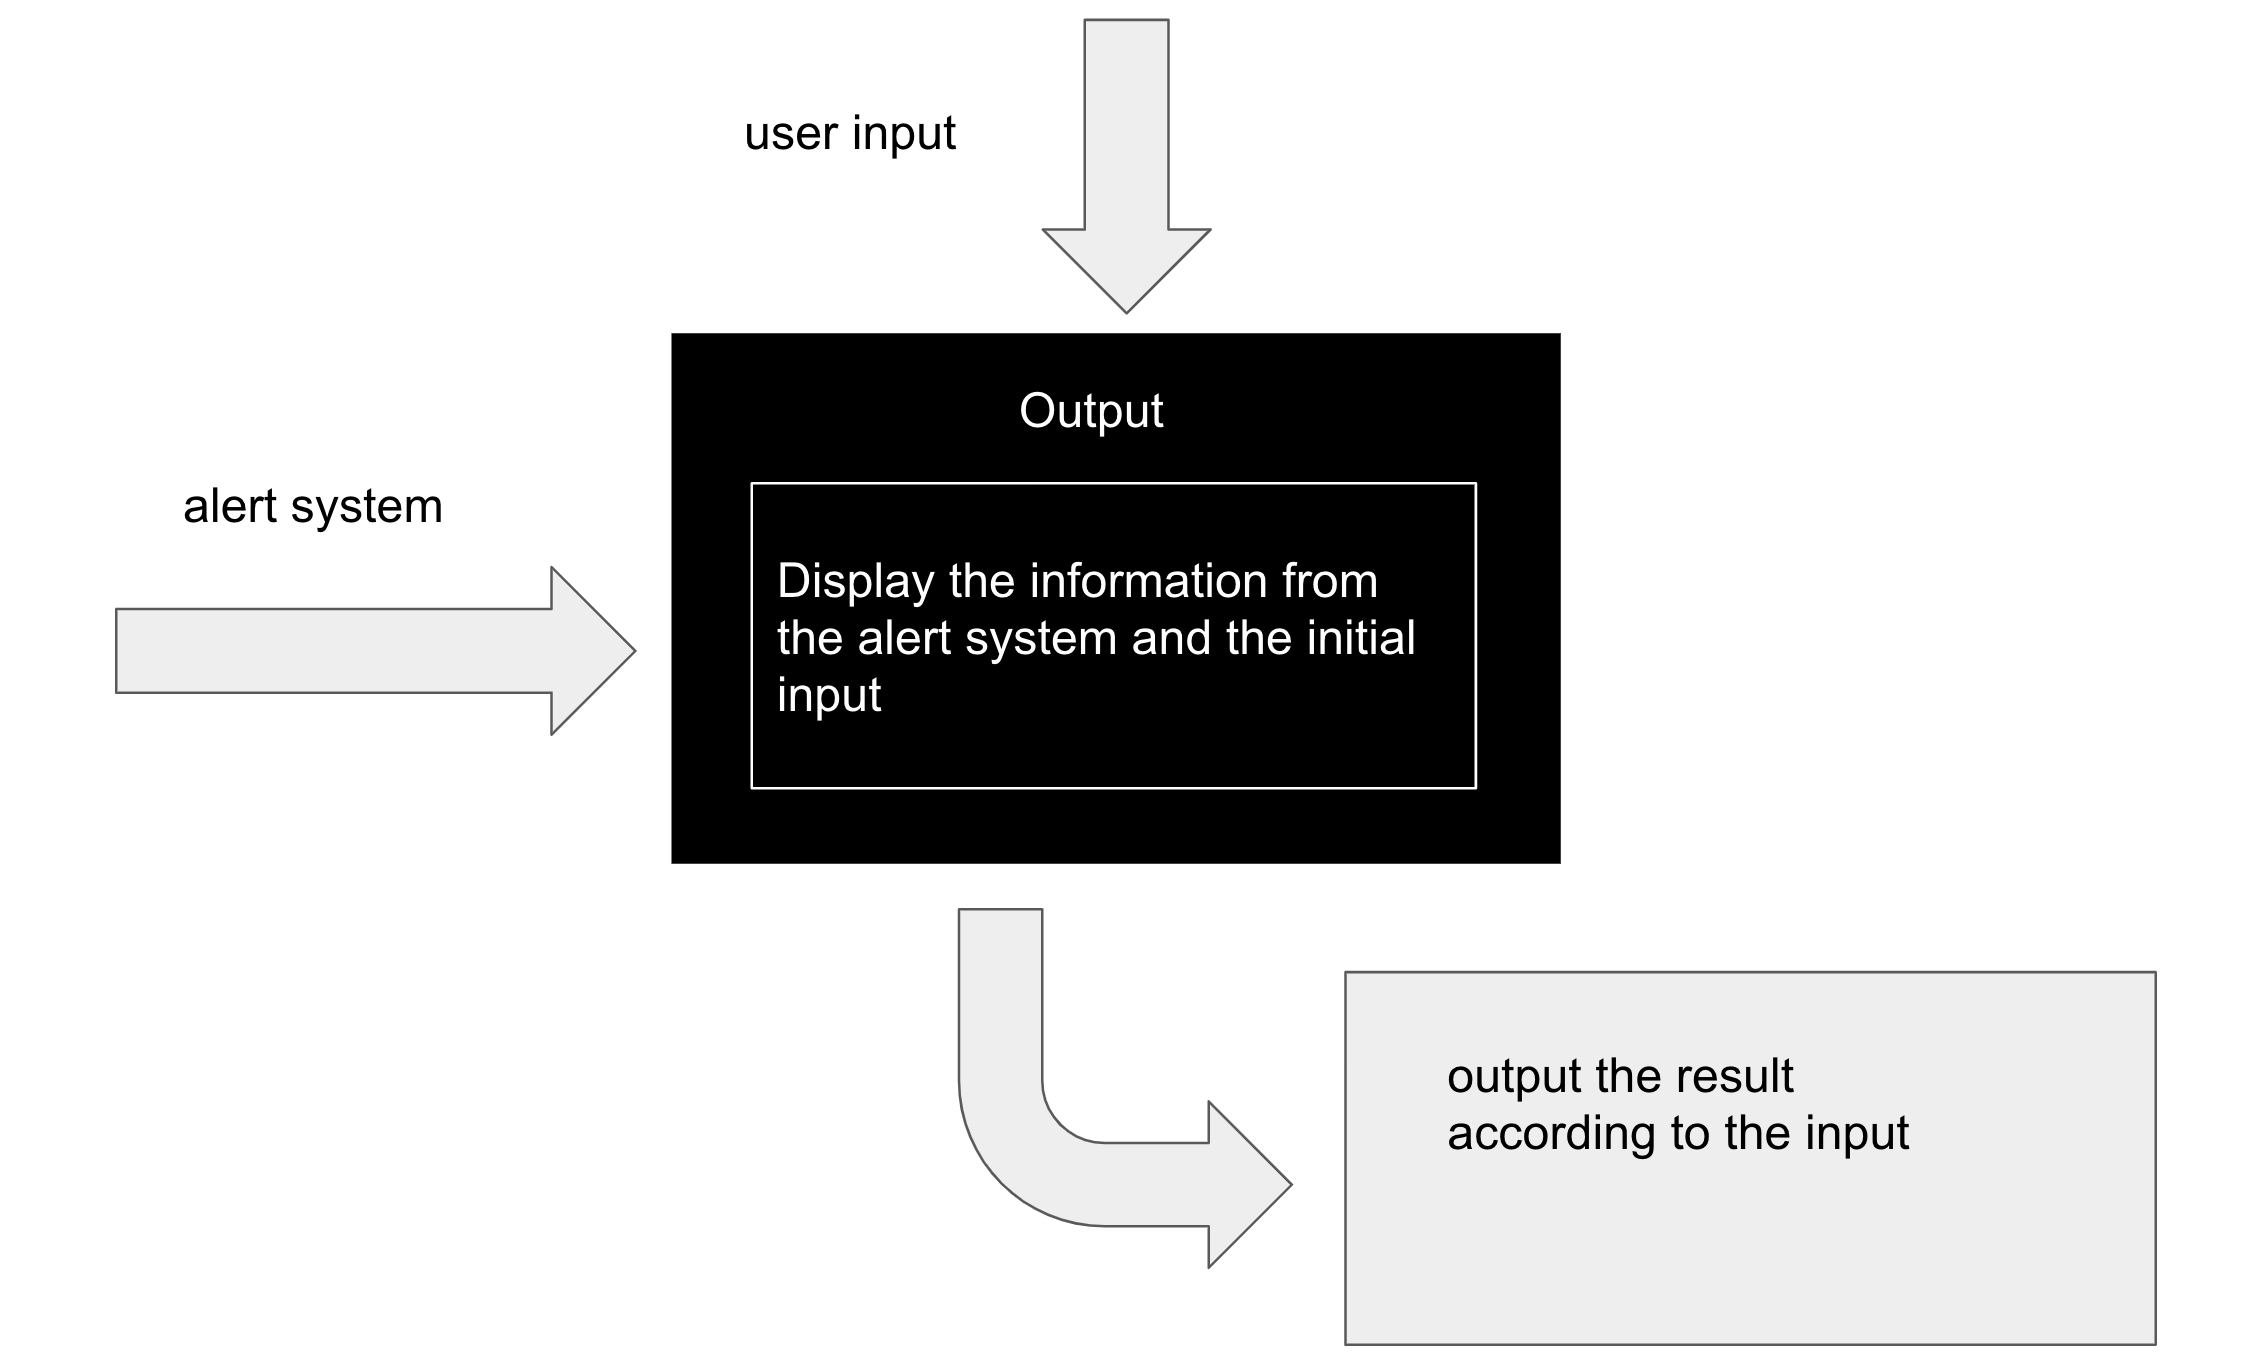 user input
Output
alert system
Display the information from
the alert system and the initial
input
output the result
according to the input